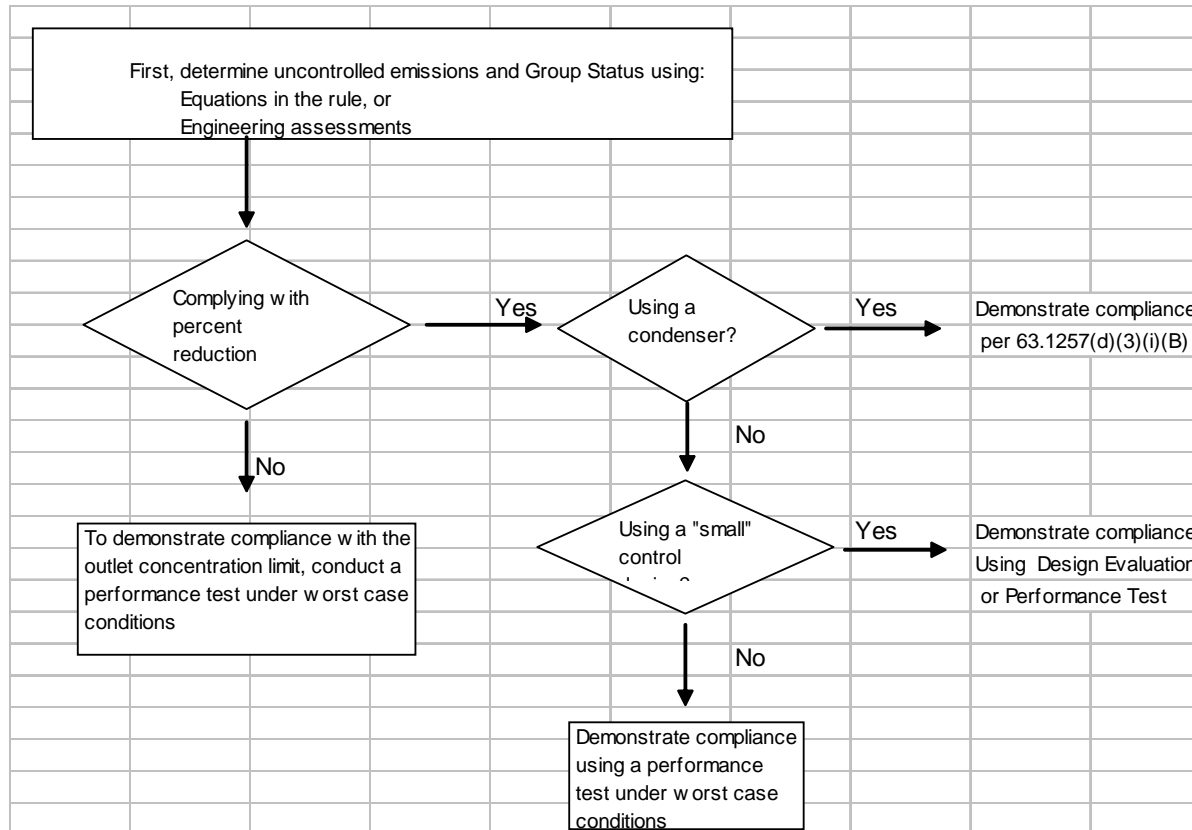 First, determine uncontrolled emissions and Group Status using:
Equations in the rule, or
Engineering assessments
Complying with
percent
reduction
Yes
Using a
condenser?
Yes
Demonstrate compliance
per 63.1257(d)(3)(i)(B)
No
No
To demonstrate compliance with the
outlet concentration limit, conduct a
performance test under worst case
conditions
Using a "small"
control
Yes
Demonstrate compliance
Using Design Evaluation
or Performance Test
No
Demonstrate compliance
using a performance
test under worst case
conditions